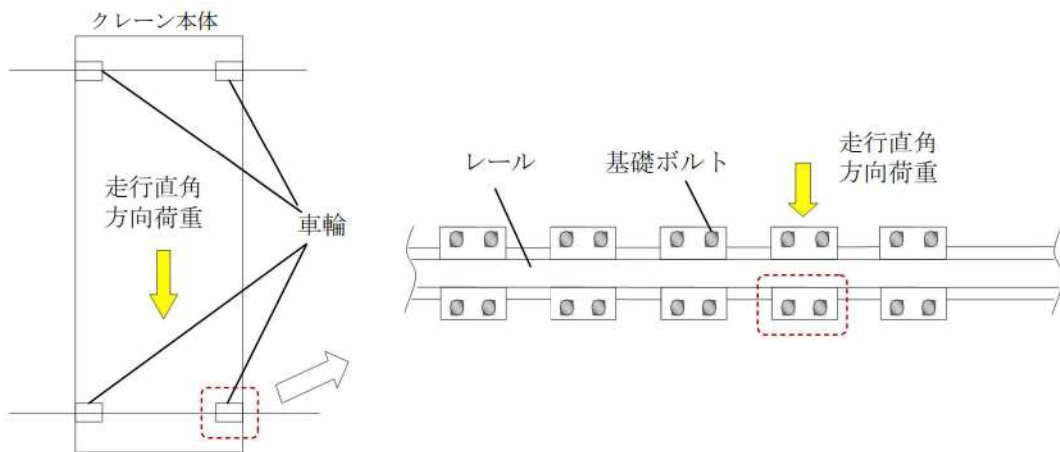 クレーン本体
走行直角
方向荷重
車輪
レール
基礎ボルト
走行直角
方向荷重